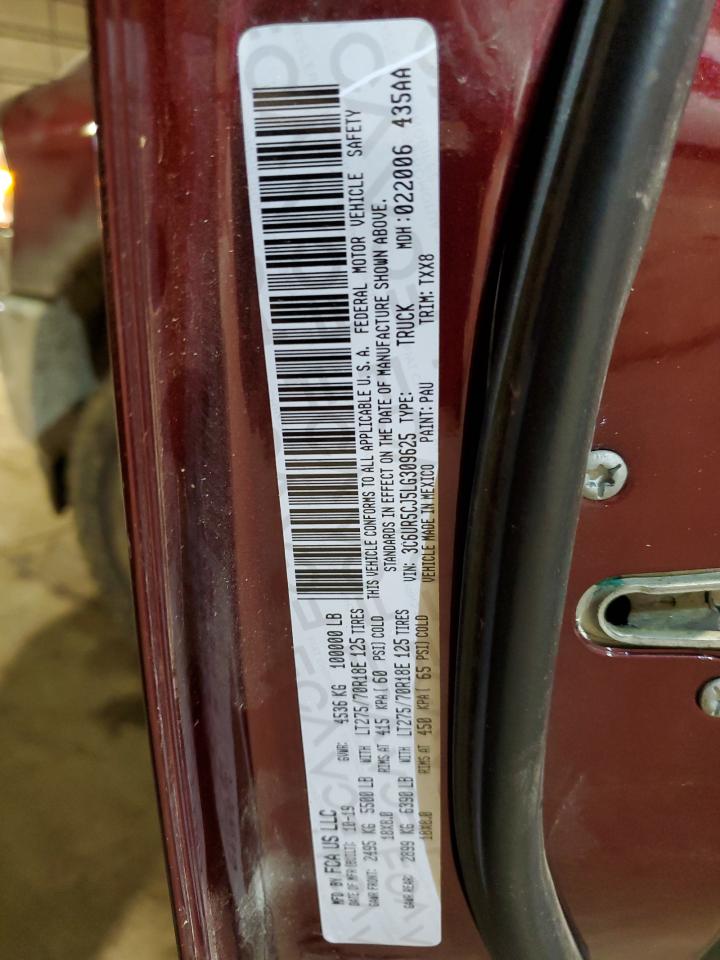 MFD BY FCA US LLC
DATE OF MFR 10-19 GVWR: 4536 KG 100000 LB
GAWR FRONT: 2495 KG 5500 LB WITH LT275/70R18E 125 TIRES
18X8.0 RIMS AT 415 KPA( 60 PSI) COLD
GAWR REAR: 2899 KG 6390 LB WITH LT275/70R18E 125 TIRES
18X8.0 RIMS AT 450 KPA( 65 PSI) COLD
THIS VEHICLE CONFORMS TO ALL APPLICABLE U.S.A. FEDERAL MOTOR VEHICLE SAFETY
STANDARDS IN EFFECT ON THE DATE OF MANUFACTURE SHOWN ABOVE.
VIN: 3C6UR5CJ5LG309625 TYPE: TRUCK MDH:022006 435AA
VEHICLE MADE IN MEXICO PAINT: PAU TRIM: TXX8